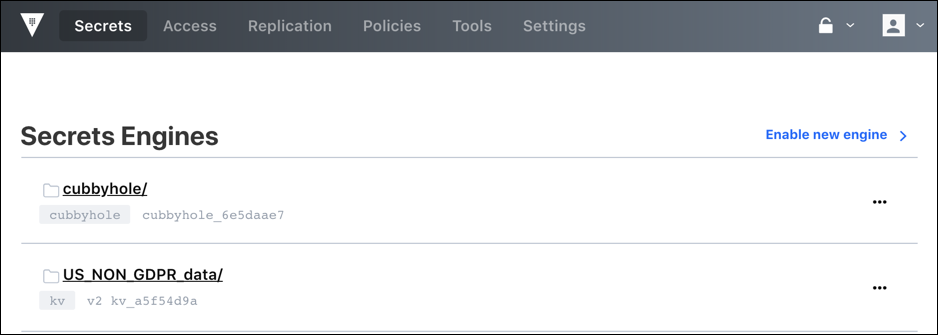 Secrets Access Replication Policies Tools Settings
Secrets Engines Enable new engine
cubbyhole/
cubbyhole cubbyhole_6e5daae7
US_NON_GDPR_data/
kv v2 kv_a5f54d9a